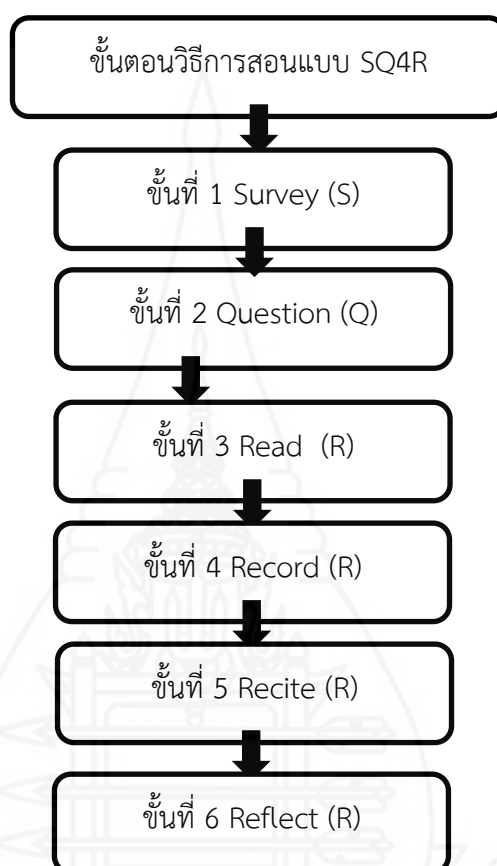 ขั้นตอนวิธีการสอนแบบ SQ4R
ขั้นที่ 1 Survey (S)
ขั้นที่ 2 Question (Q)
ขั้นที่ 3 Read (R)
ขั้นที่ 4 Record (R)
ขั้นที่ 5 Recite (R)
ขั้นที่ 6 Reflect (R)